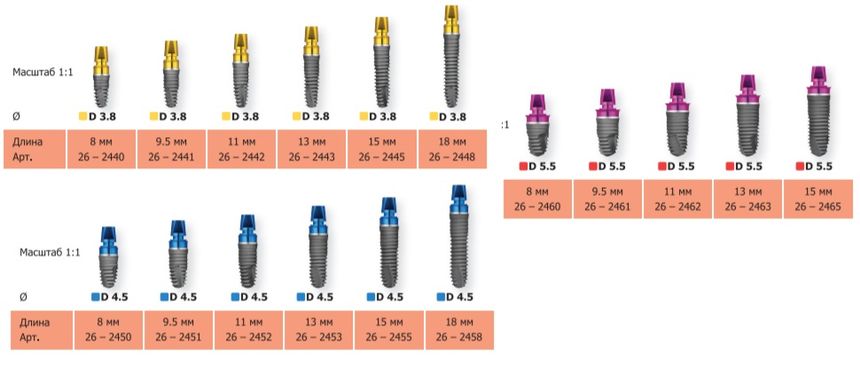 Масштаб 1:1
Ø D 3.8 D 3.8 D 3.8 D 3.8 D 3.8 D 3.8
Длина 8 мм 9.5 мм 11 мм 13 мм 15 мм 18 мм
Арт. 26 – 2440 26 – 2441 26 – 2442 26 – 2443 26 – 2445 26 – 2448
Масштаб 1:1
Ø D 4.5 D 4.5 D 4.5 D 4.5 D 4.5 D 4.5
Длина 8 мм 9.5 мм 11 мм 13 мм 15 мм 18 мм
Арт. 26 – 2450 26 – 2451 26 – 2452 26 – 2453 26 – 2455 26 – 2458
:1
D 5.5 D 5.5 D 5.5 D 5.5 D 5.5
8 мм 9.5 мм 11 мм 13 мм 15 мм
26 – 2460 26 – 2461 26 – 2462 26 – 2463 26 – 2465